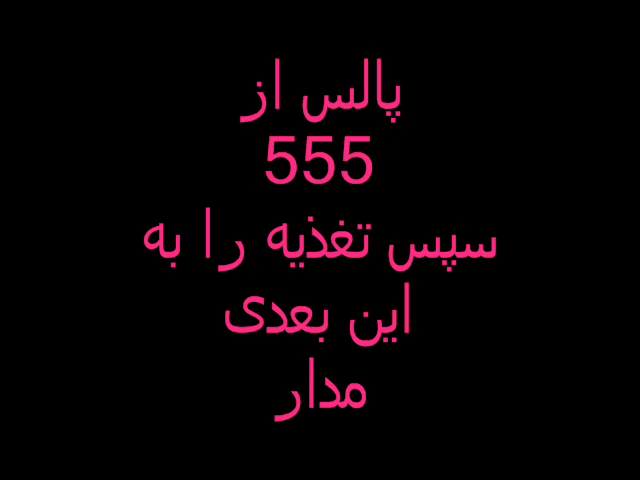 پالس از
555
سپس تغذیه را به
این بعدی
مدار